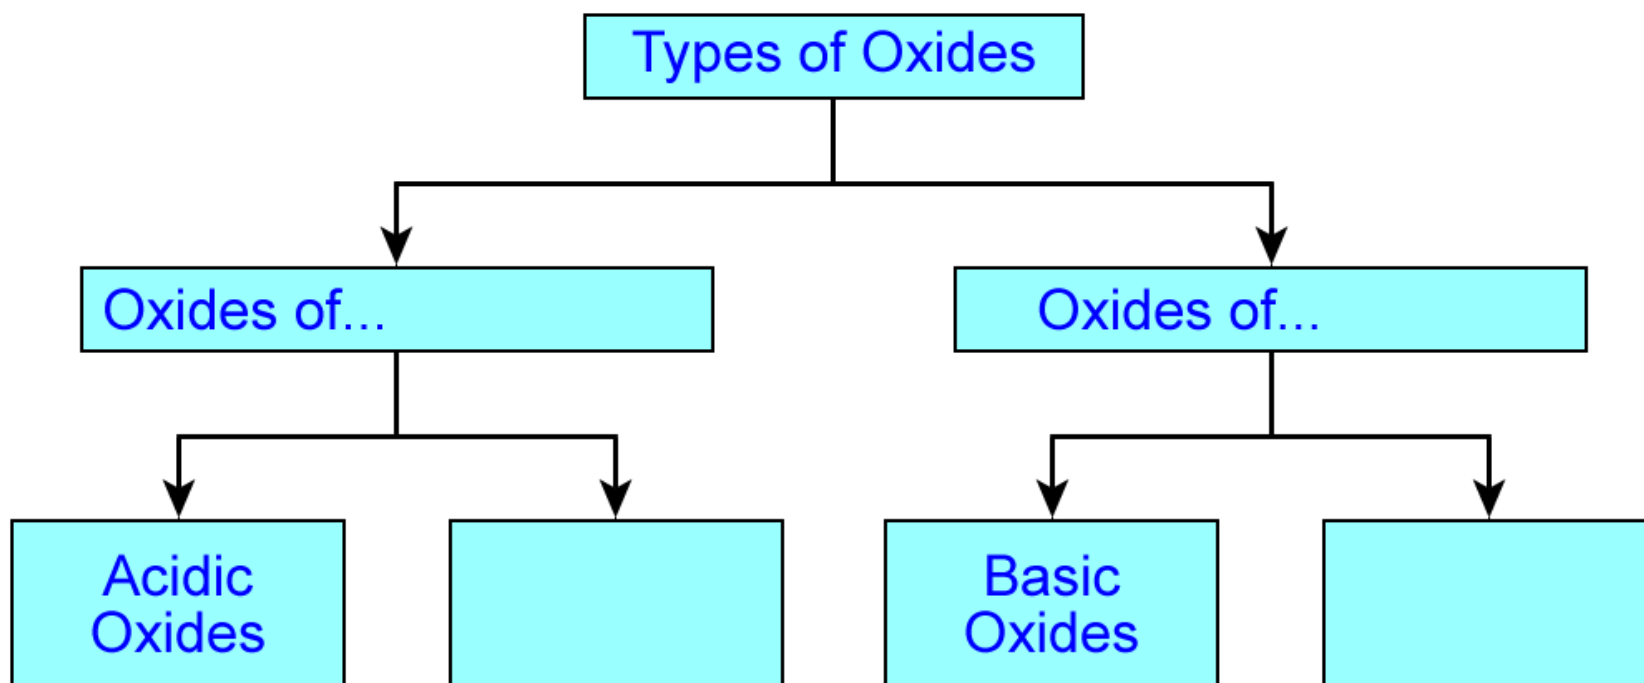 Types of Oxides
Oxides of...
Oxides of...
Acidic
Oxides
Basic
Oxides